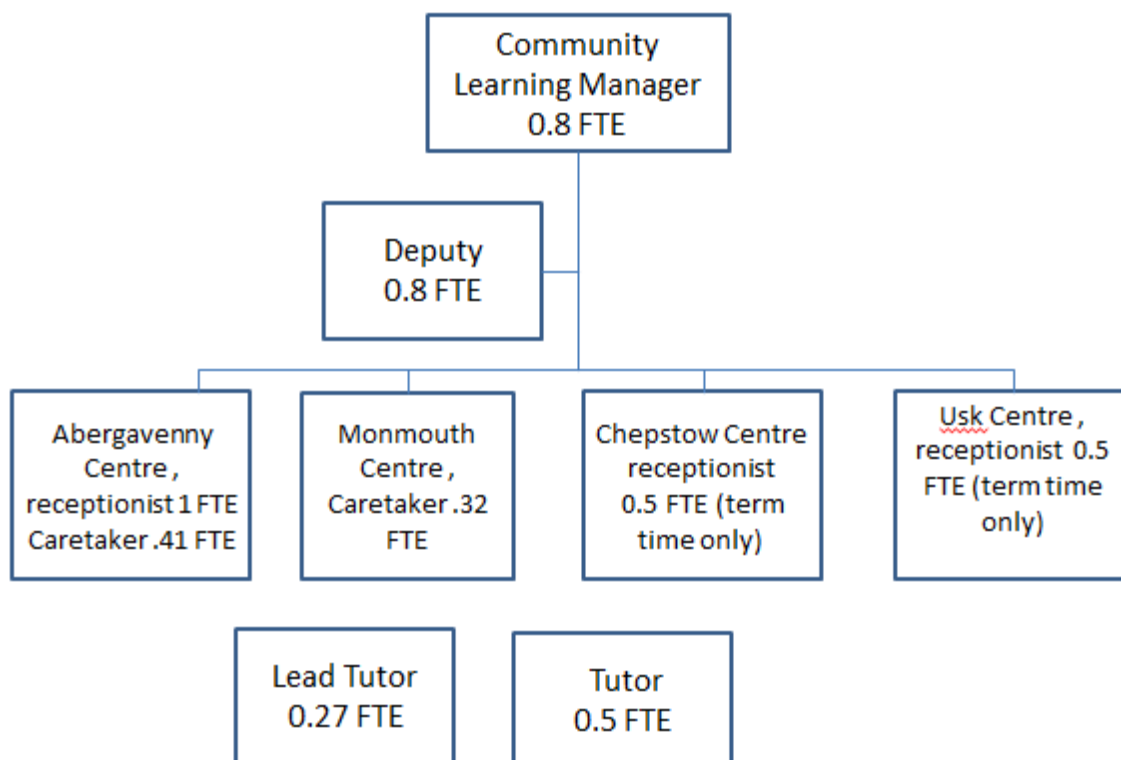 Community
Learning Manager
0.8 FTE
Deputy
0.8 FTE
Abergavenny
Centre ,
receptionist 1 FTE
Caretaker .41 FTE
Monmouth
Centre ,
Caretaker .32
FTE
Chepstow Centre
receptionist
0.5 FTE (term
time only)
Usk Centre ,
receptionist 0.5
FTE (term time
only)
Lead Tutor
0.27 FTE
Tutor
0.5 FTE